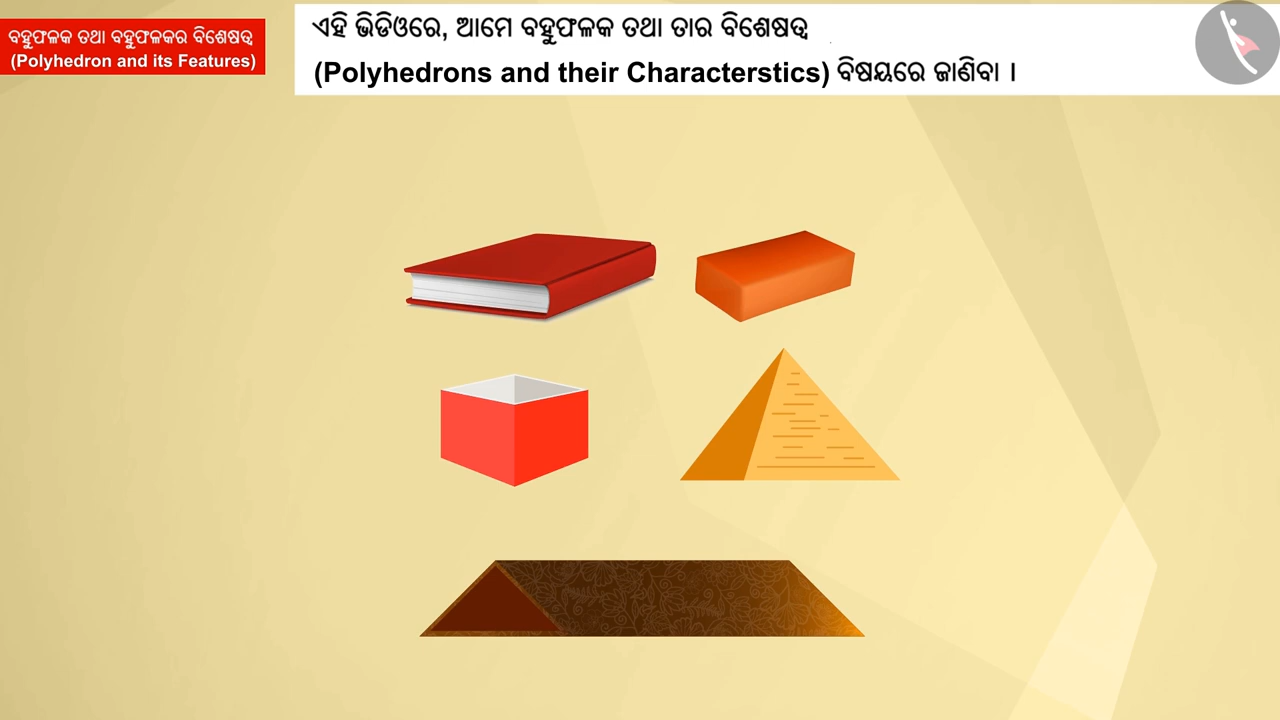 ବହୁଫଳକ ତଥା ବହୁଫଳକର ବିଶେଷତ୍ୱ
(Polyhedron and its Features)
ଏହି ଭିଡିଓରେ, ଆମେ ବହୁଫଳକ ତଥା ତାର ବିଶେଷତ୍ୱ
(Polyhedrons and their Characterstics) ବିଷୟରେ ଜାଣିବା ।